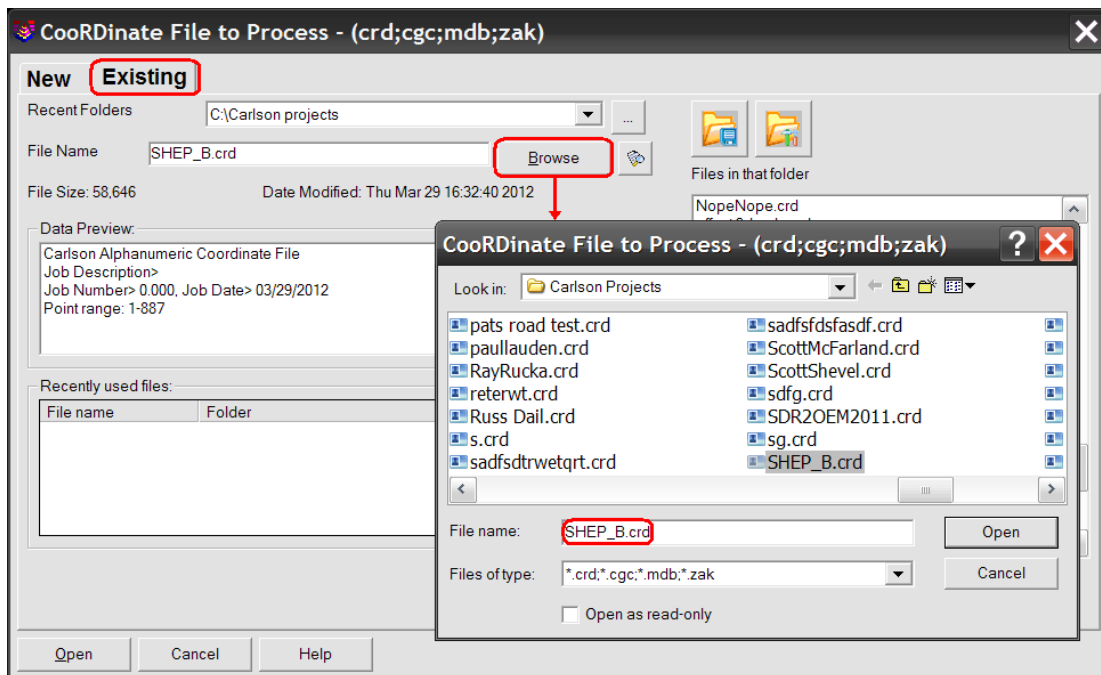 CooRDinate File to Process - (crd;cgc;mdb;zak)
New Existing
Recent Folders C:\Carlson projects ...
File Name SHEP_B.crd Browse
File Size: 58,646 Date Modified: Thu Mar 29 16:32:40 2012
Files in that folder
NopeNope.crd
Data Preview:
Carlson Alphanumeric Coordinate File
Job Description>
Job Number> 0.000, Job Date> 03/29/2012
Point range: 1-887
Recently used files:
File name Folder
CooRDinate File to Process - (crd;cgc;mdb;zak) ?
Look in: Carlson Projects
pats road test.crd sadfsfdsfasdf.crd
paullauden.crd ScottMcFarland.crd
RayRucka.crd ScottShevel.crd
reterwt.crd sdfg.crd
Russ Dail.crd SDR2OEM2011.crd
s.crd sg.crd
sadfsdtrwetqrt.crd SHEP_B.crd
File name: SHEP_B.crd Open
Files of type: *.crd;*.cgc;*.mdb;*.zak Cancel
Open as read-only
Open Cancel Help